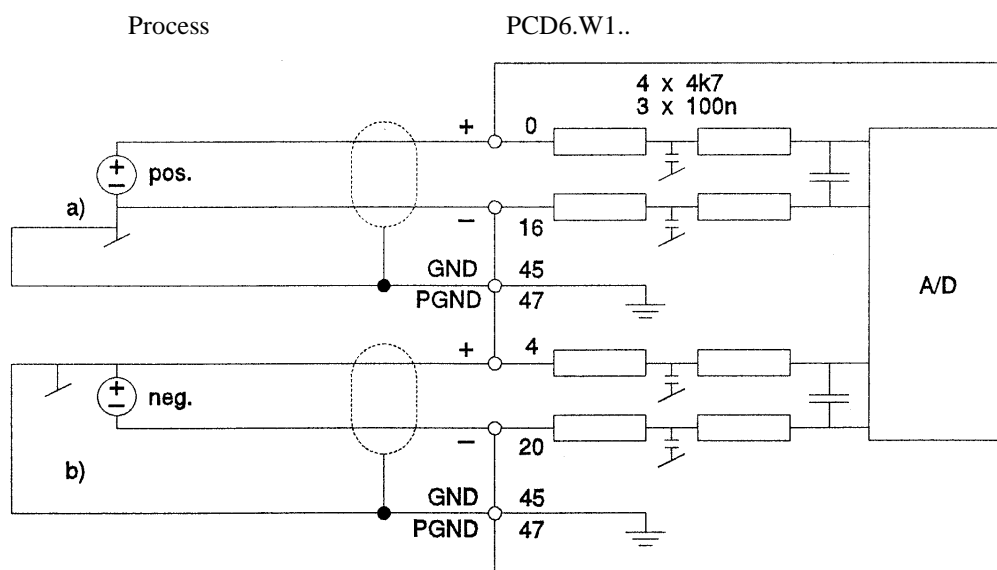 Process PCD6.W1..
4 x 4k7
3 x 100n
+ 0
+
− pos.
a)
− 16
GND 45
PGND 47
A/D
+ 4
+
− neg.
− 20
b)
GND 45
PGND 47